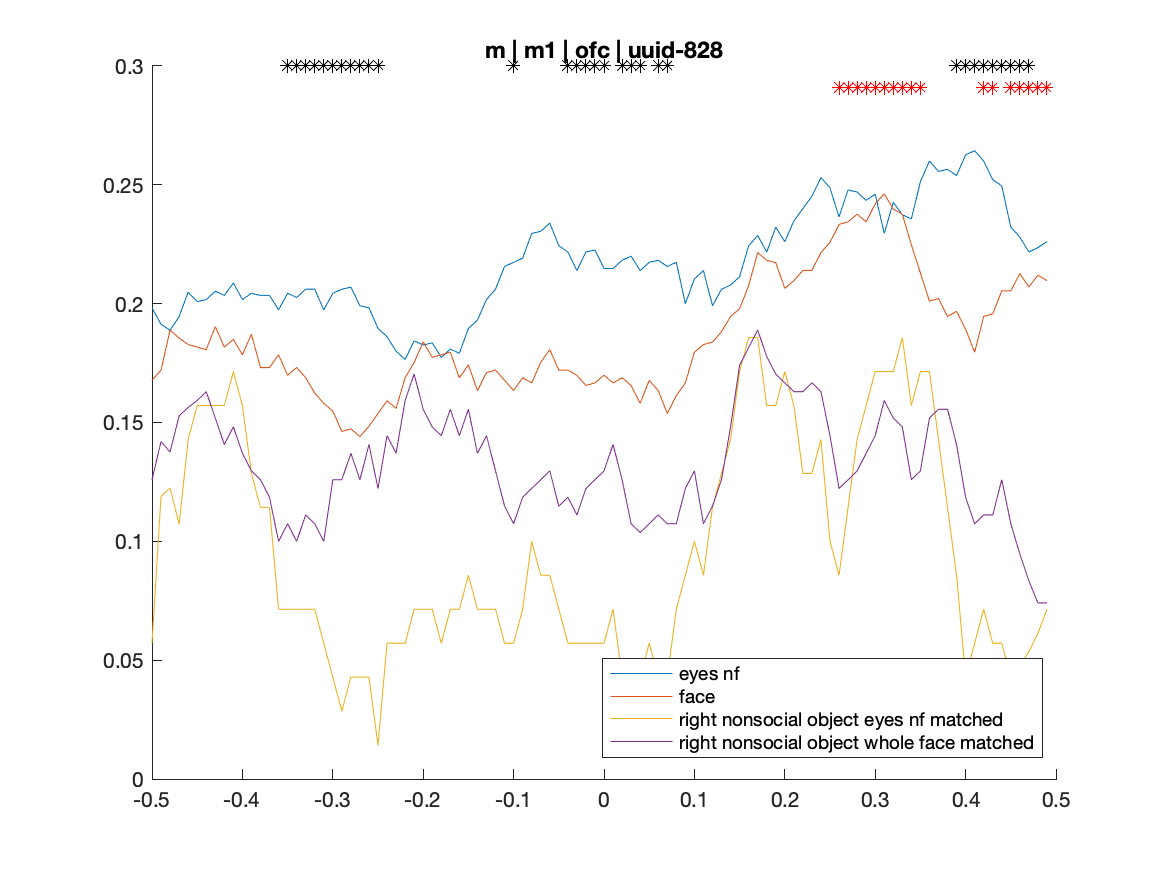 m | m1 | ofc | uuid-828
0.3
0.25
0.2
0.15
0.1
0.05
0
-0.5 -0.4 -0.3 -0.2 -0.1 0 0.1 0.2 0.3 0.4 0.5
eyes nf
face
right nonsocial object eyes nf matched
right nonsocial object whole face matched